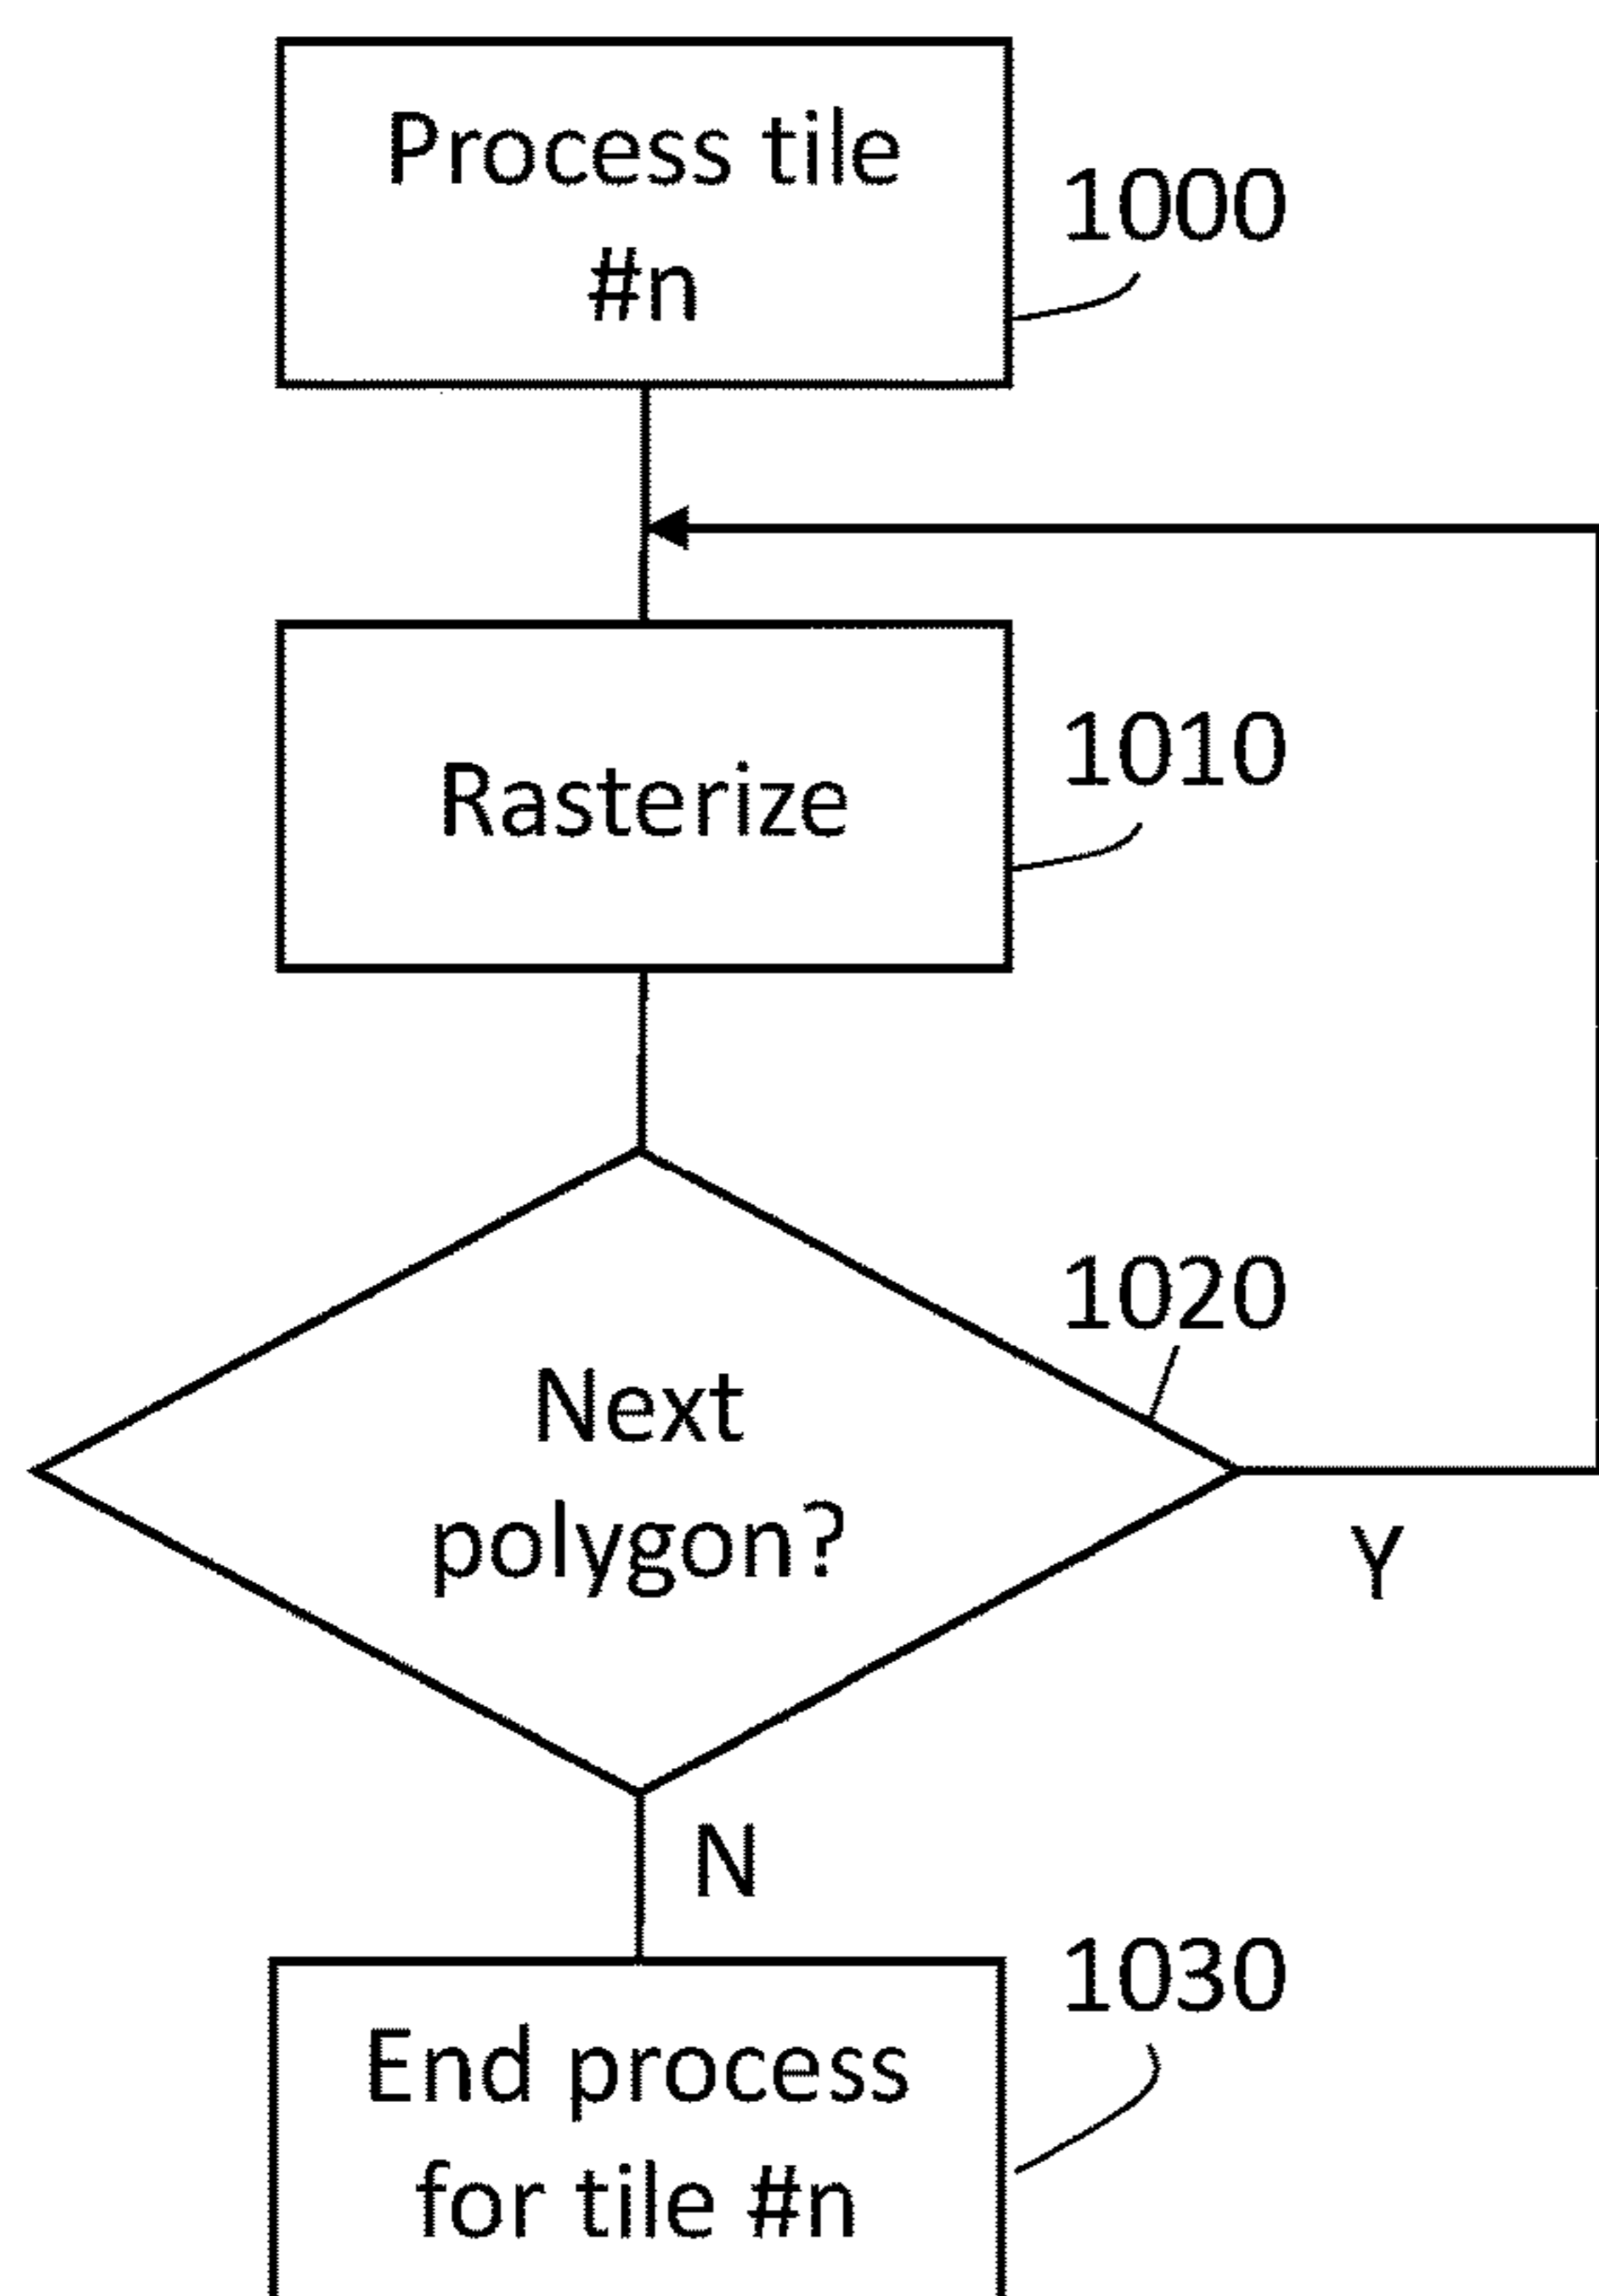 Process tile
#n
1000
Rasterize
1010
1020
Next
polygon?
Y
N
1030
End process
for tile #n